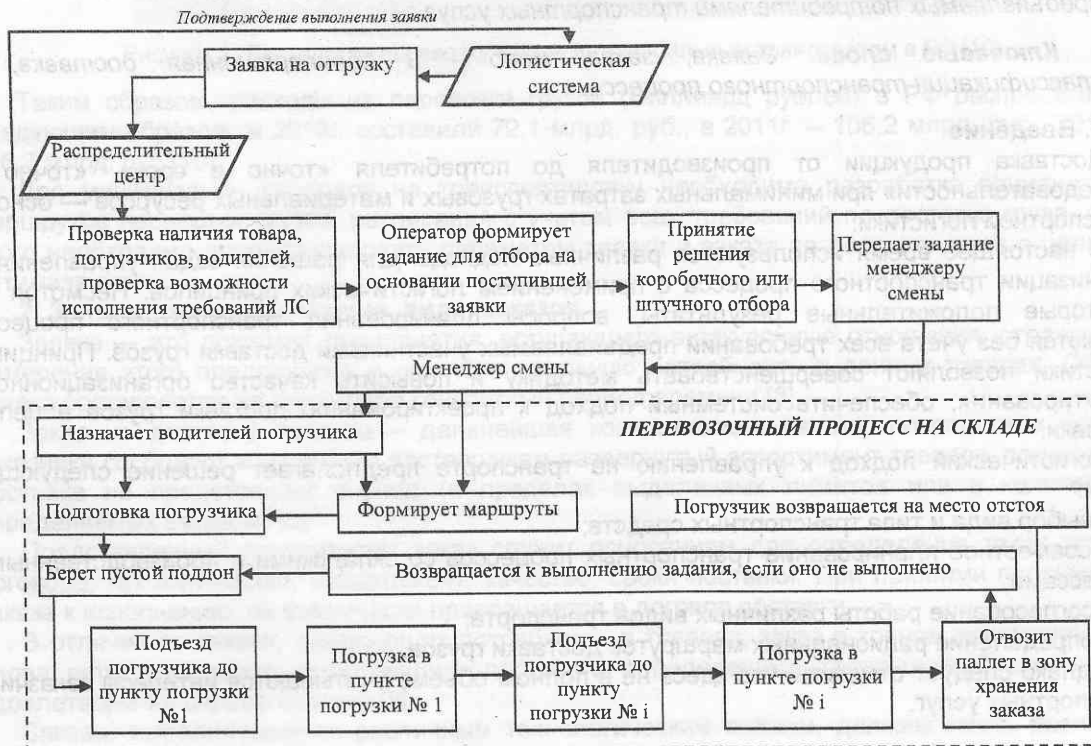 Подтверждение выполнения заявки
Заявка на отгрузку
Логистическая
система
Распределительный
центр
Проверка наличия товара,
погрузчиков, водителей,
проверка возможности
исполнения требований ЛС
Оператор формирует
задание для отбора на
основании поступившей
заявки
Принятие
решения
коробочного или
штучного отбора
Передает задание
менеджеру
смены
Менеджер смены
Назначает водителей погрузчика
ПЕРЕВОЗОЧНЫЙ ПРОЦЕСС НА СКЛАДЕ
Подготовка погрузчика
Формирует маршруты
Погрузчик возвращается на место отстоя
Берет пустой поддон
Возвращается для выполнения задания, если оно не выполнено
Подъезд
погрузчика до
пункту погрузки
№1
Погрузка в
пункте
погрузки № 1
Подъезд
погрузчика до
пункту
погрузки № i
Погрузка в
пункте погрузки
№ i
Отвозит
паллет в зону
хранения
заказа